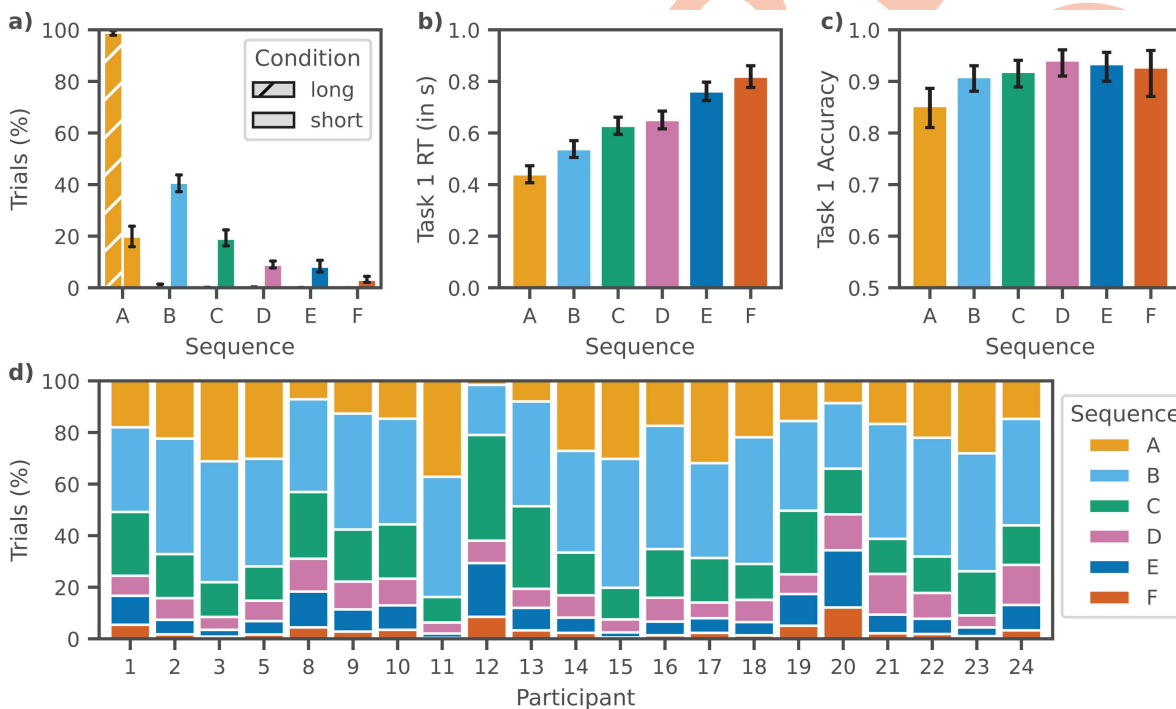 a)
Trials (%)
100
80
60
40
20
0
Condition
long
short
A B C D E F
Sequence
b)
Task 1 RT (in s)
1.0
0.8
0.6
0.4
0.2
0.0
A B C D E F
Sequence
c)
Task 1 Accuracy
1.0
0.9
0.8
0.7
0.6
0.5
A B C D E F
Sequence
d)
Trials (%)
100
80
60
40
20
0
1 2 3 5 8 9 10 11 12 13 14 15 16 17 18 19 20 21 22 23 24
Participant
Sequence
A
B
C
D
E
F